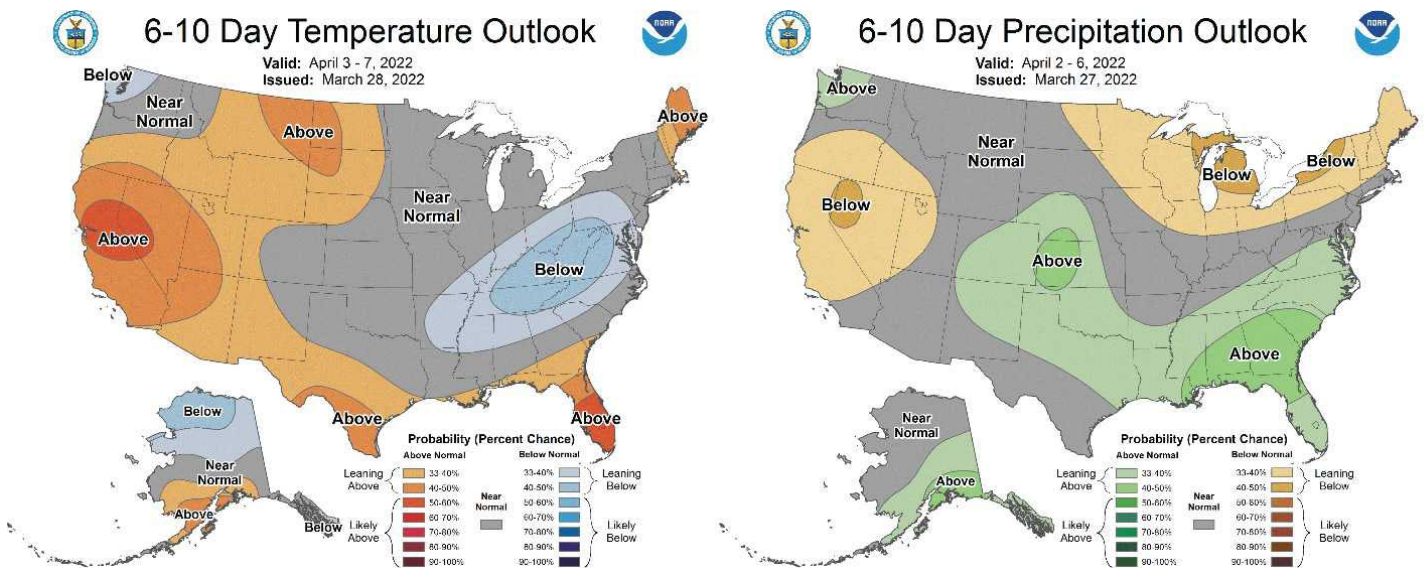 6-10 Day Temperature Outlook
Valid: April 3 - 7, 2022
Issued: March 28, 2022
NOAA
Below
Near
Normal
Above
Above
Near
Normal
Above
Below
Above
Above
Below
Near
Normal
Above
Below
Probability (Percent Chance)
Above Normal
Below Normal
Leaning
Above
33-40%
40-50%
50-60%
Likely
Above
60-70%
70-80%
80-90%
90-100%
Near
Normal
33-40%
40-50%
50-60%
60-70%
70-80%
80-90%
90-100%
Leaning
Below
Likely
Below
6-10 Day Precipitation Outlook
Valid: April 2 - 6, 2022
Issued: March 27, 2022
NOAA
Above
Near
Normal
Below
Below
Below
Above
Above
Near
Normal
Above
Probability (Percent Chance)
Above Normal
Below Normal
Leaning
Above
33-40%
40-50%
50-60%
Likely
Above
60-70%
70-80%
80-90%
90-100%
Near
Normal
33-40%
40-50%
50-60%
60-70%
70-80%
80-90%
90-100%
Leaning
Below
Likely
Below